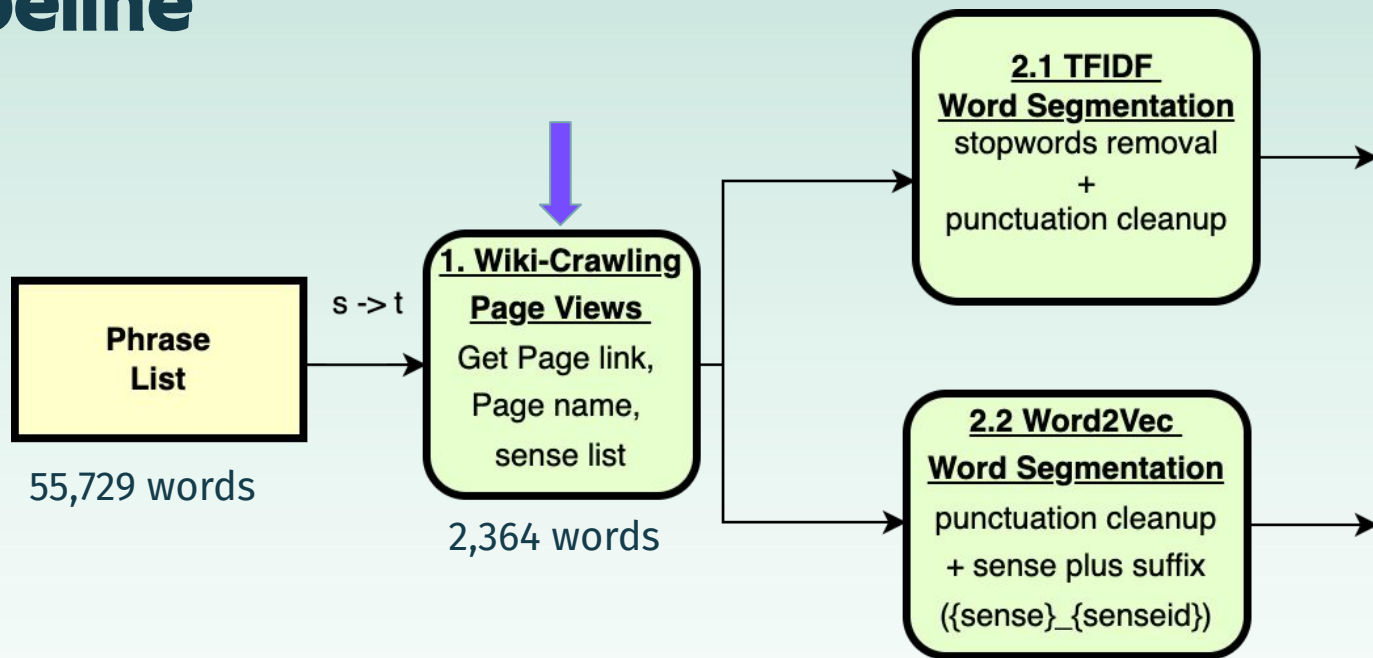 Phrase
List
55,729 words
s -> t
1. Wiki-Crawling
Page Views
Get Page link,
Page name,
sense list
2,364 words
2.1 TFIDF
Word Segmentation
stopwords removal
+
punctuation cleanup
2.2 Word2Vec
Word Segmentation
punctuation cleanup
+ sense plus suffix
({sense}_{senseid})